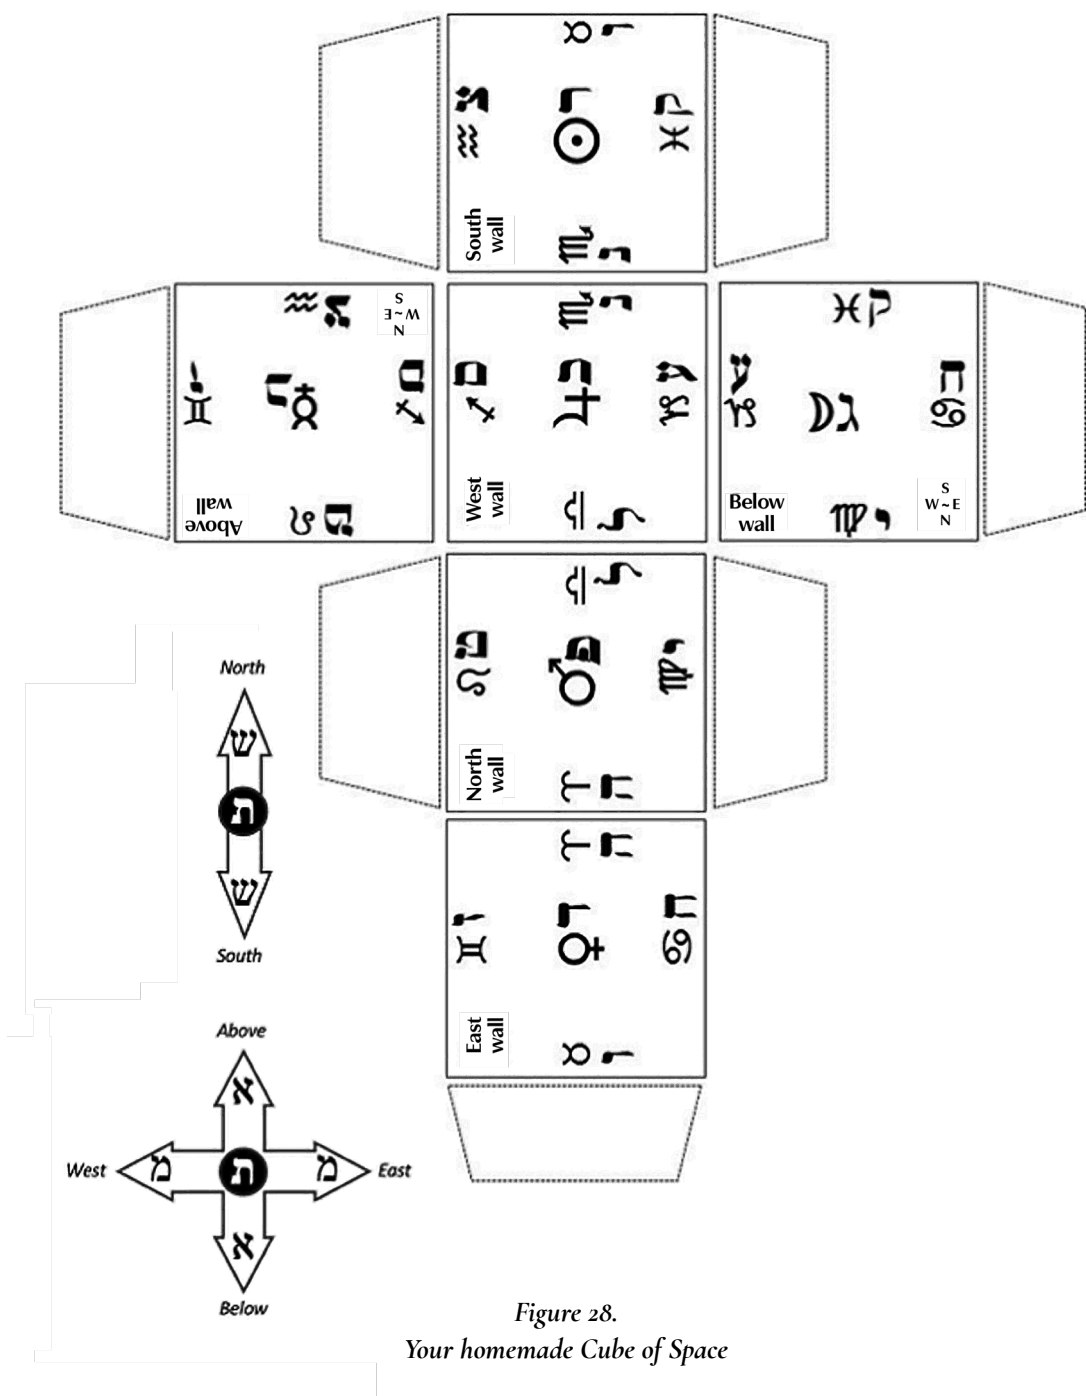 ♉ ו
צ
♒
ר
☉
ק
♓
South
wall
♏ נ
♒ צ
N
W~E
S
ז
♊
ב
☿
ס
♐
Above
wall
♌ ט
♏ נ
ס
♐
כ
♃
ע
♑
West
wall
♎ ל
♓ ק
ע
♑
☽ ג
ח
♋
Below
wall
♍ י
S
W~E
N
♎ ל
ט
♌
פ
♂
י
♍
North
wall
♈ ה
♈ ה
ז
♊
ד
♀
ח
♋
East
wall
♉ ו
North
ש
ת
ש
South
Above
א
West מ ת מ East
א
Below
Figure 28.
Your homemade Cube of Space